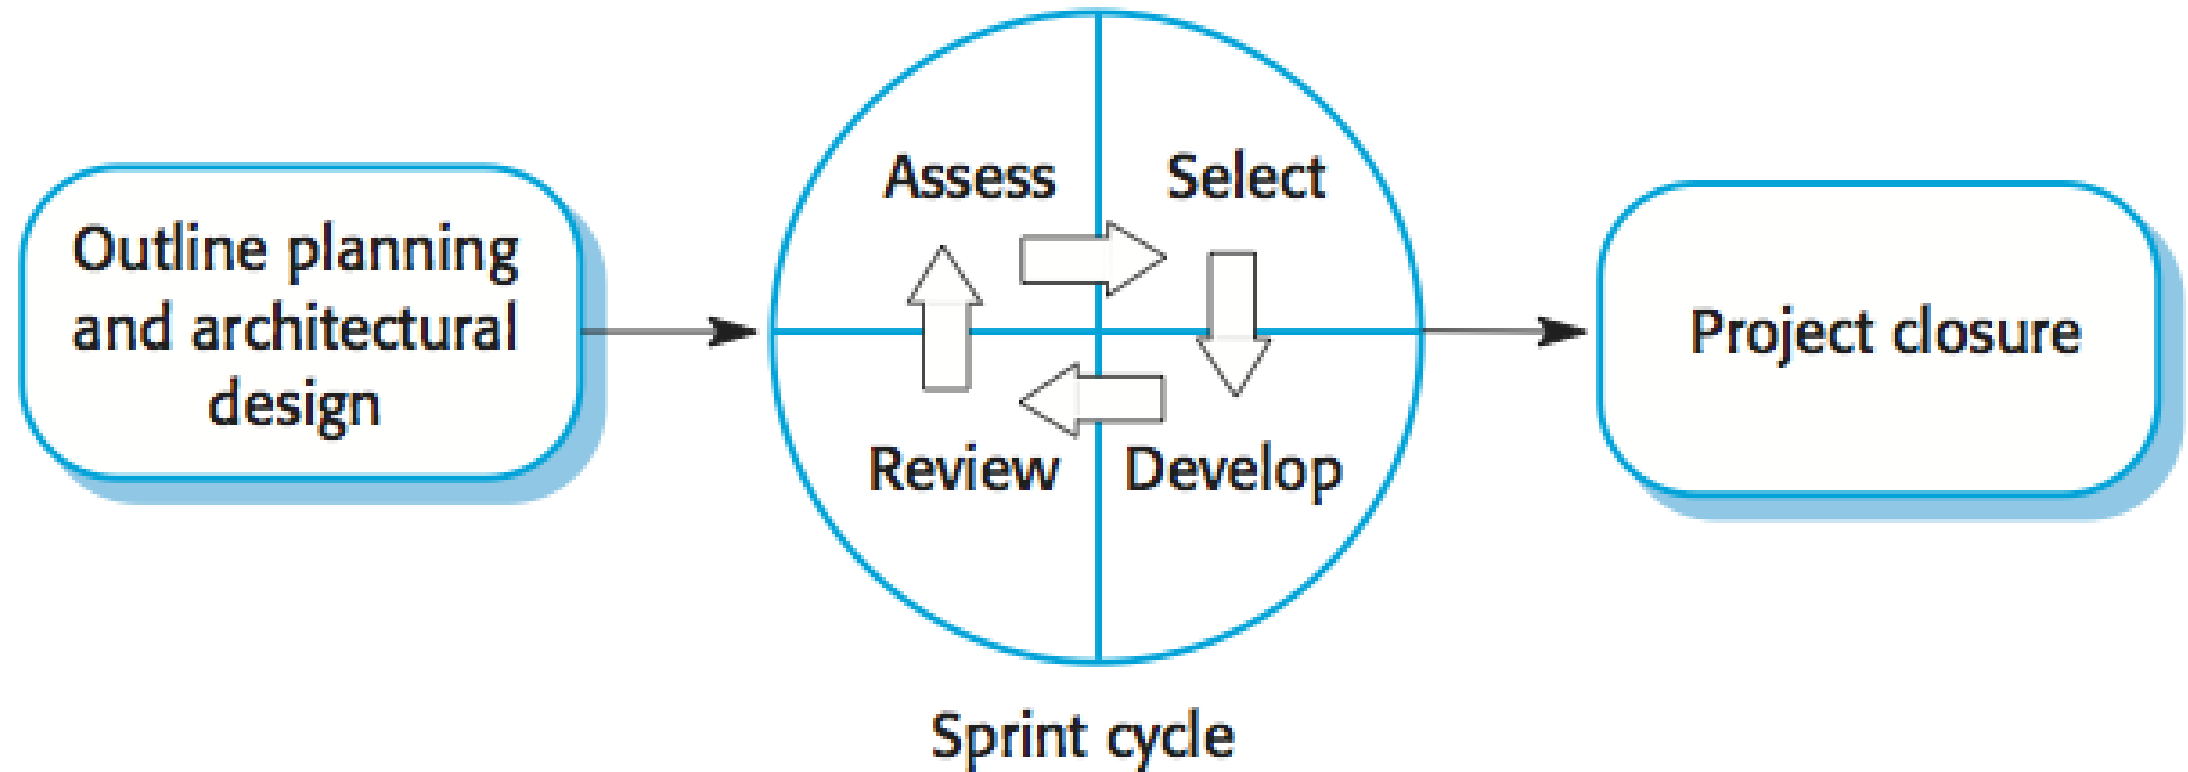 Outline planning
and architectural
design
Assess
Select
Review
Develop
Sprint cycle
Project closure